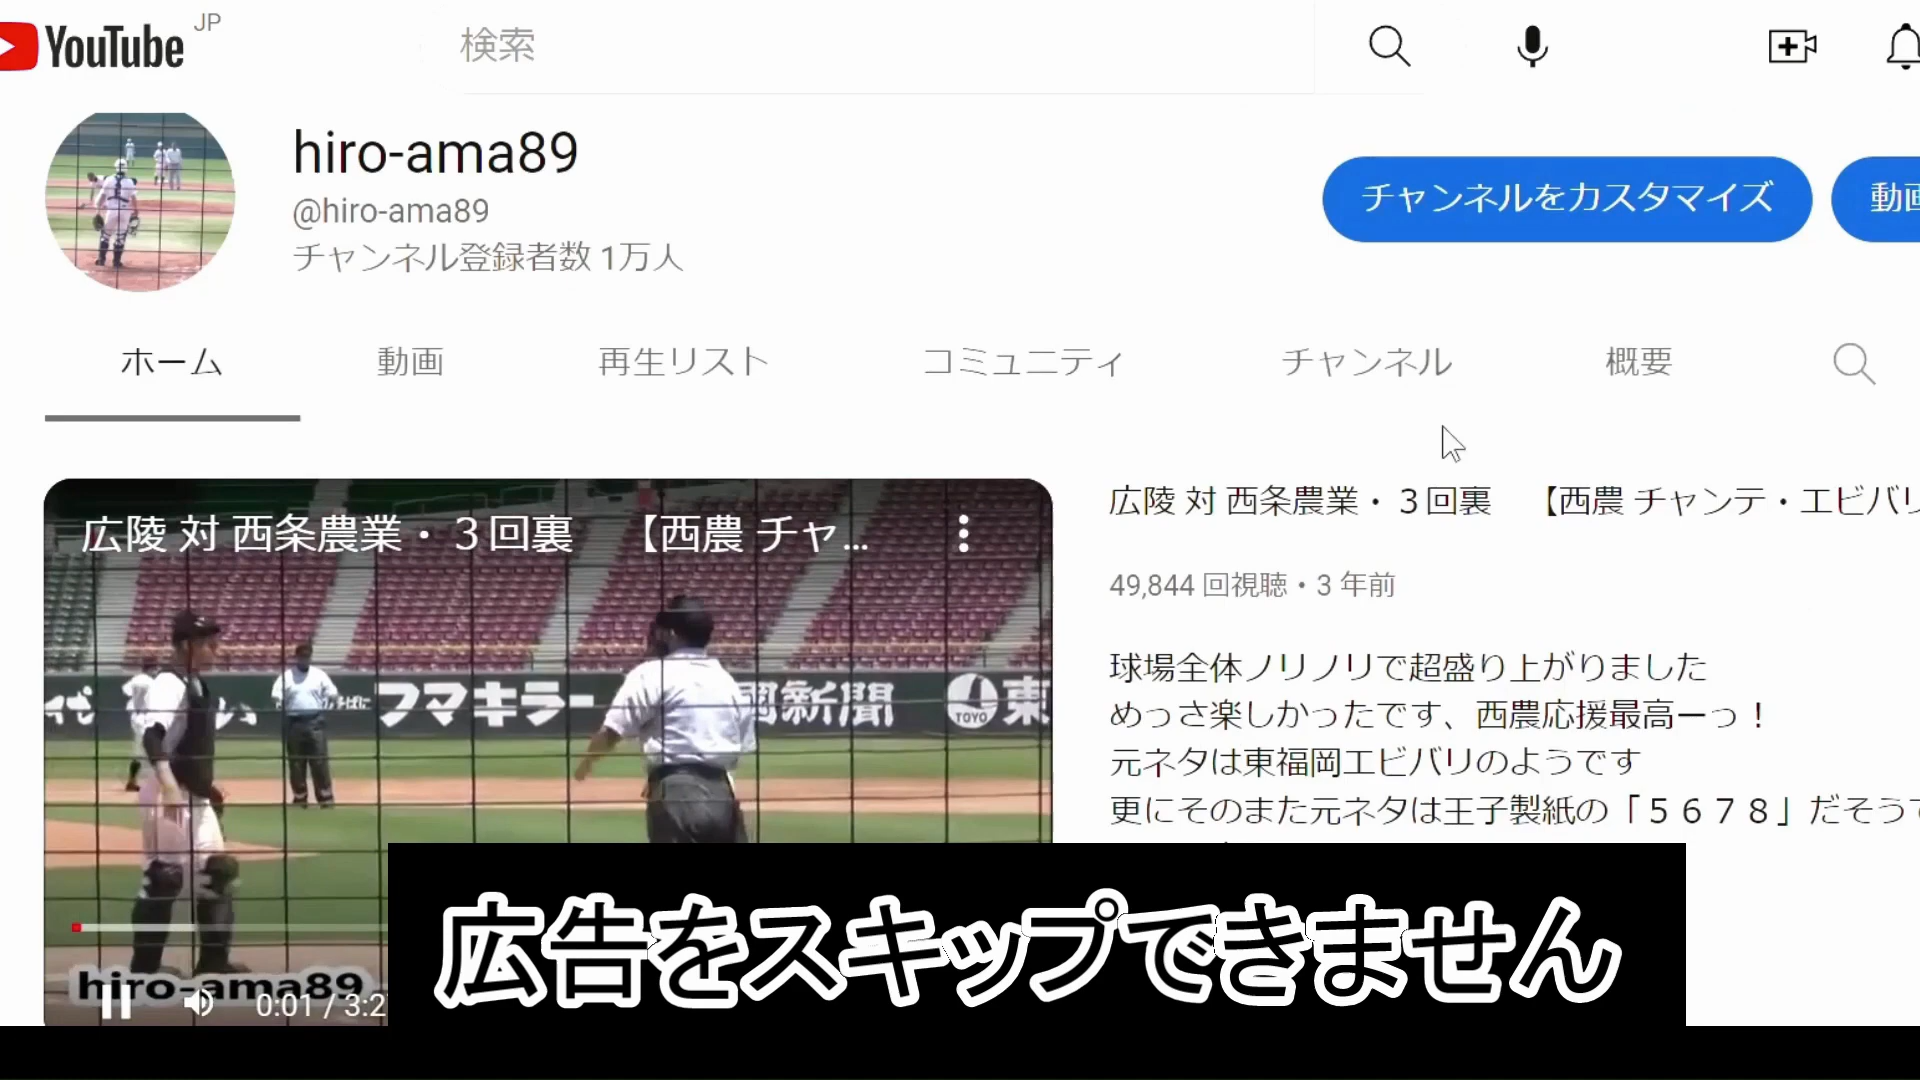 YouTube JP
検索
hiro-ama89
@hiro-ama89
チャンネル登録者数 1万人
チャンネルをカスタマイズ
動画
ホーム
動画
再生リスト
コミュニティ
チャンネル
概要
広陵 対 西条農業・３回裏 【西農 チャ...
フマキラー
國新聞
TOYO 東
hiro-ama89
0:01 / 3:2
広陵 対 西条農業・３回裏 【西農 チャンテ・エビバリ
49,844 回視聴・3 年前
球場全体ノリノリで超盛り上がりました
めっさ楽しかったです、西農応援最高ーっ！
元ネタは東福岡エビバリのようです
更にそのまた元ネタは王子製紙の「５６７８」だそうで
広告をスキップできません